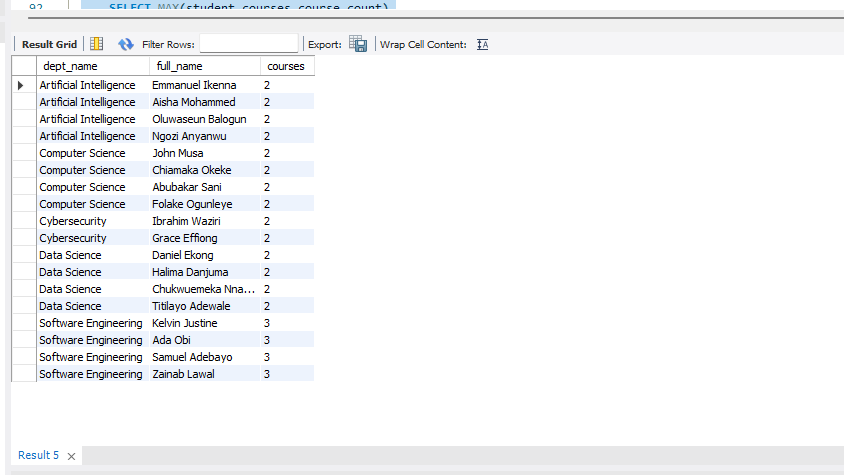 92 SELECT MAX(student_courses.course_count)
Result Grid Filter Rows: Export: Wrap Cell Content: IA
dept_name full_name courses
Artificial Intelligence Emmanuel Ikenna 2
Artificial Intelligence Aisha Mohammed 2
Artificial Intelligence Oluwaseun Balogun 2
Artificial Intelligence Ngozi Anyanwu 2
Computer Science John Musa 2
Computer Science Chiamaka Okeke 2
Computer Science Abubakar Sani 2
Computer Science Folake Ogunleye 2
Cybersecurity Ibrahim Waziri 2
Cybersecurity Grace Effiong 2
Data Science Daniel Ekong 2
Data Science Halima Danjuma 2
Data Science Chukwuemeka Nna... 2
Data Science Titilayo Adewale 2
Software Engineering Kelvin Justine 3
Software Engineering Ada Obi 3
Software Engineering Samuel Adebayo 3
Software Engineering Zainab Lawal 3
Result 5